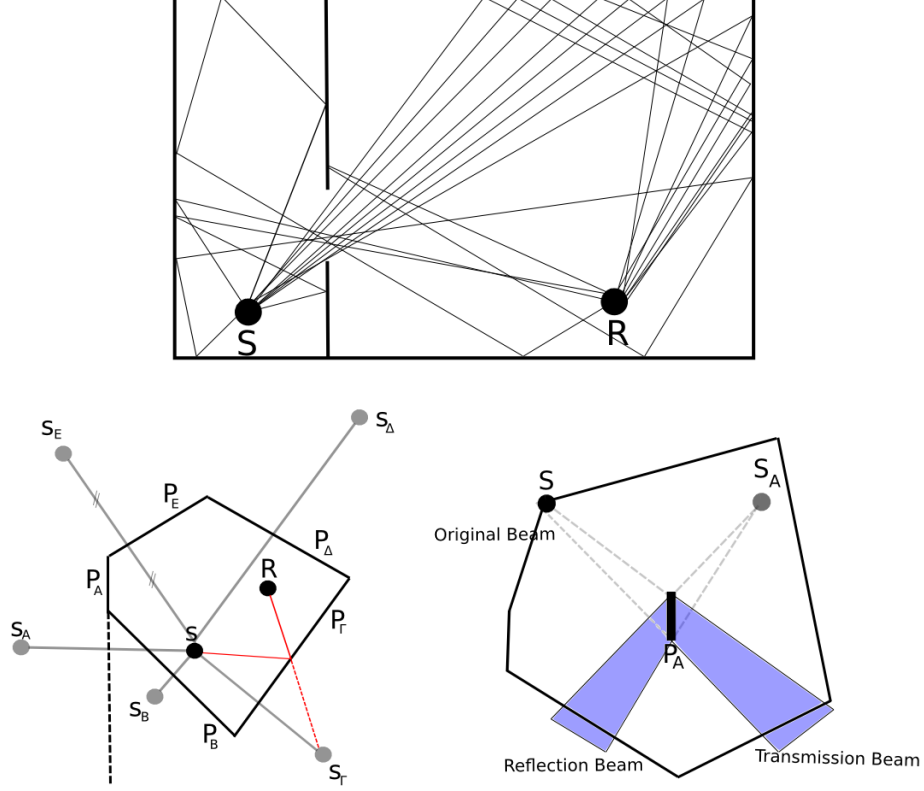 S
R
S_E
S_Δ
P_E
P_Δ
R
P_A
P_Γ
S_A
S
S_B
P_B
S_Γ
S
S_A
Original Beam
P_A
Reflection Beam
Transmission Beam